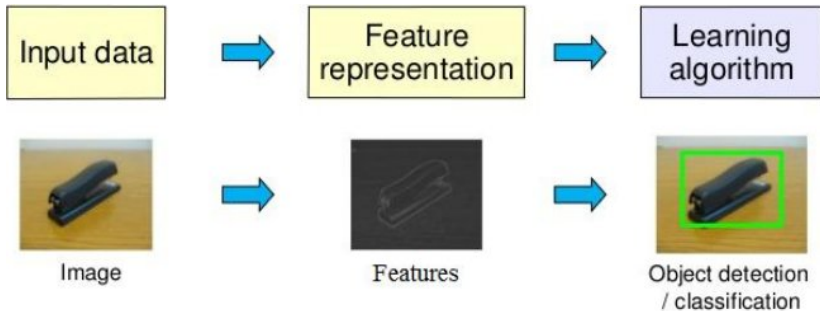 Input data
Feature
representation
Learning
algorithm
Image
Features
Object detection
/ classification